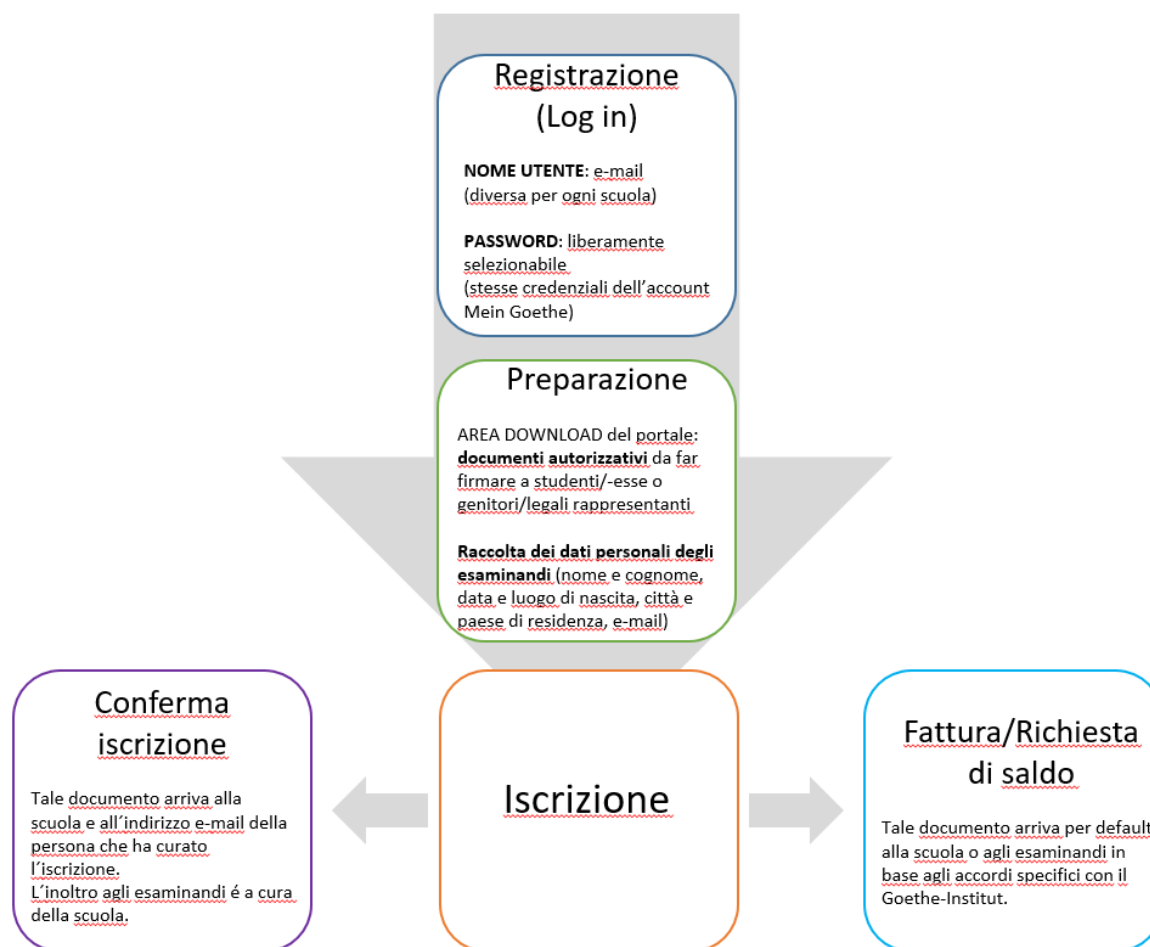 Registrazione
(Log in)
NOME UTENTE: e-mail
(diversa per ogni scuola)
PASSWORD: liberamente
selezionabile
(stesse credenziali dell’account
Mein Goethe)
Preparazione
AREA DOWNLOAD del portale:
documenti autorizzativi da far
firmare a studenti/-esse o
genitori/legali rappresentanti
Raccolta dei dati personali degli
esaminandi (nome e cognome,
data e luogo di nascita, città e
paese di residenza, e-mail)
Conferma
iscrizione
Tale documento arriva alla
scuola e all´indirizzo e-mail della
persona che ha curato
l´iscrizione.
L´inoltro agli esaminandi é a cura
della scuola.
Iscrizione
Fattura/Richiesta
di saldo
Tale documento arriva per default
alla scuola o agli esaminandi in
base agli accordi specifici con il
Goethe-Institut.